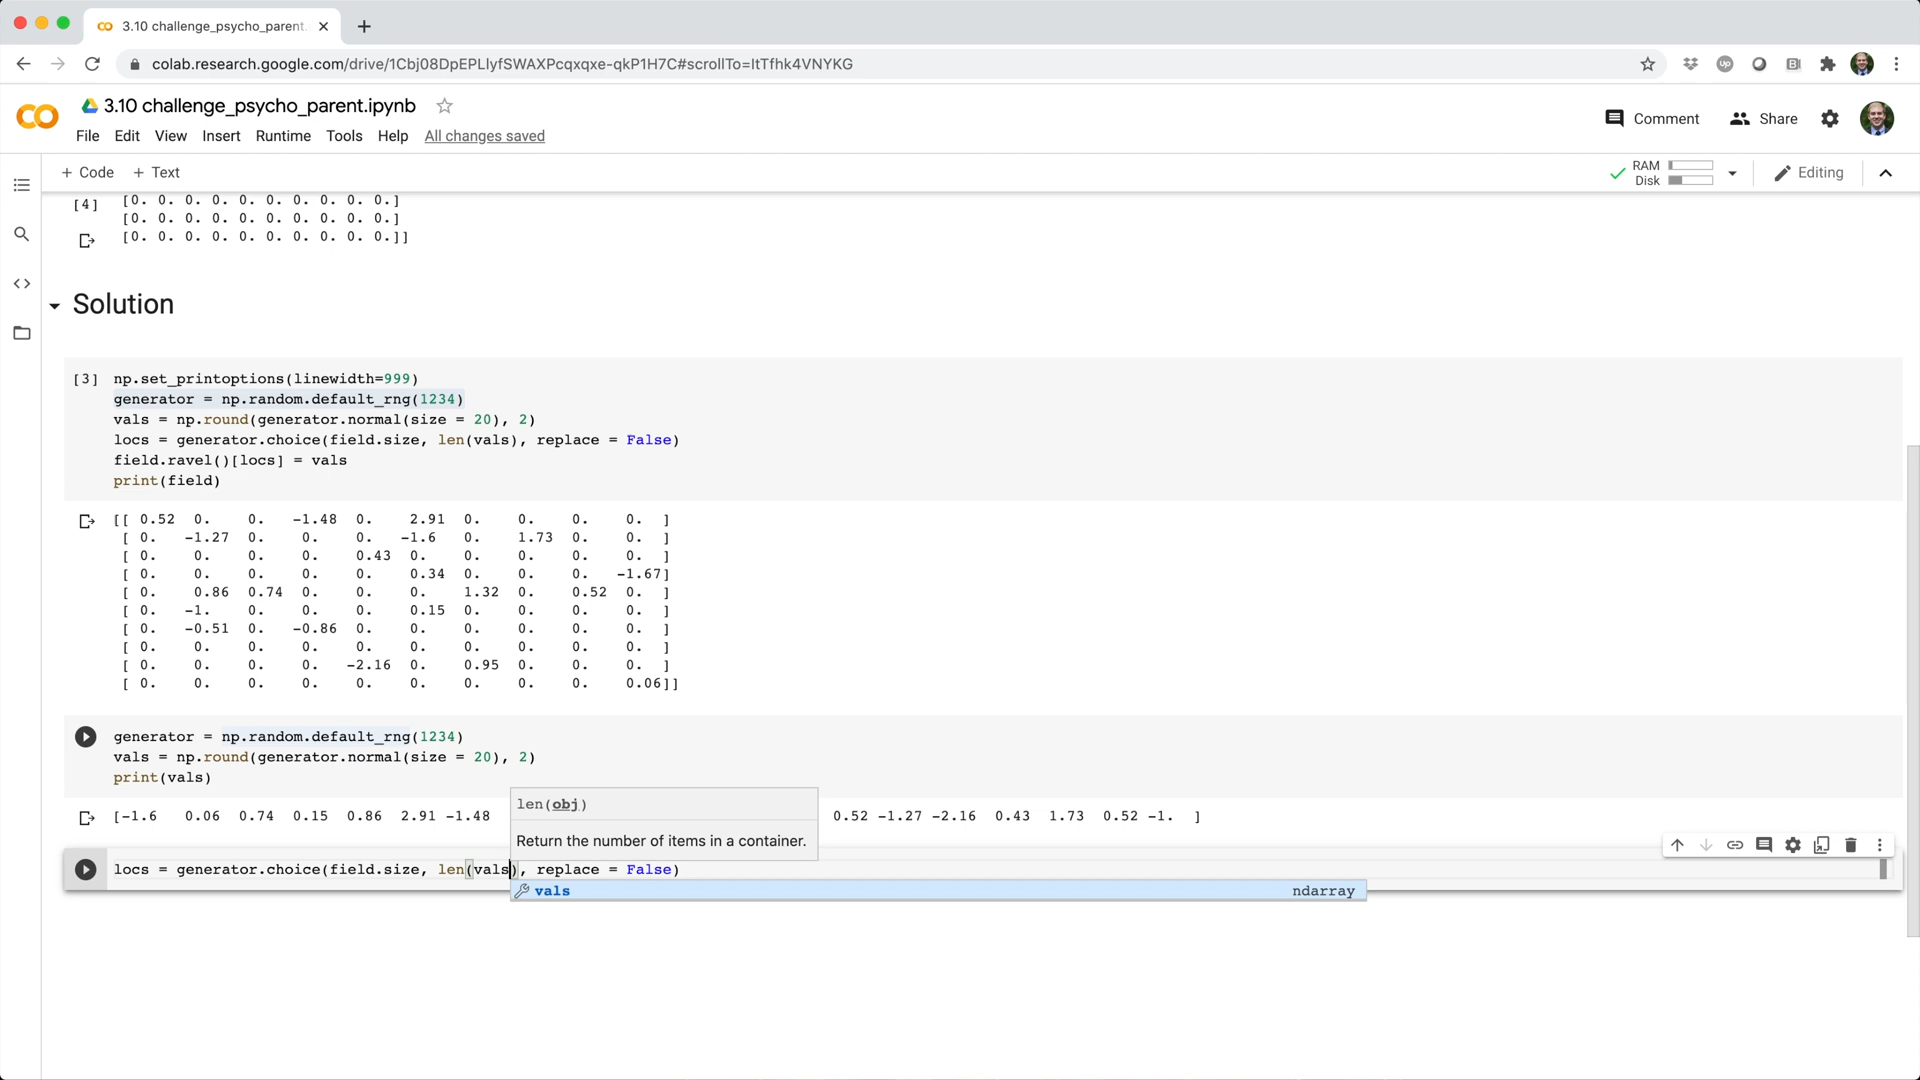 3.10 challenge_psycho_parent.
colab.research.google.com/drive/1Cbj08DpEPLlyfSWAXPcqxqxe-qkP1H7C#scrollTo=ItTfhk4VNYKG
3.10 challenge_psycho_parent.ipynb
Comment
Share
File Edit View Insert Runtime Tools Help All changes saved
+ Code + Text
RAM
Disk
Editing
[4]
[0. 0. 0. 0. 0. 0. 0. 0. 0. 0.]
[0. 0. 0. 0. 0. 0. 0. 0. 0. 0.]
[0. 0. 0. 0. 0. 0. 0. 0. 0. 0.]]
Solution
[3] np.set_printoptions(linewidth=999)
generator = np.random.default_rng(1234)
vals = np.round(generator.normal(size = 20), 2)
locs = generator.choice(field.size, len(vals), replace = False)
field.ravel()[locs] = vals
print(field)
[[ 0.52 0. 0. -1.48 0. 2.91 0. 0. 0. 0. ]
[ 0. -1.27 0. 0. 0. -1.6 0. 1.73 0. 0. ]
[ 0. 0. 0. 0. 0.43 0. 0. 0. 0. 0. ]
[ 0. 0. 0. 0. 0. 0.34 0. 0. 0. -1.67]
[ 0. 0.86 0.74 0. 0. 0. 1.32 0. 0.52 0. ]
[ 0. -1. 0. 0. 0. 0.15 0. 0. 0. 0. ]
[ 0. -0.51 0. -0.86 0. 0. 0. 0. 0. 0. ]
[ 0. 0. 0. 0. 0. 0. 0. 0. 0. 0. ]
[ 0. 0. 0. 0. -2.16 0. 0.95 0. 0. 0. ]
[ 0. 0. 0. 0. 0. 0. 0. 0. 0. 0.06]]
generator = np.random.default_rng(1234)
vals = np.round(generator.normal(size = 20), 2)
print(vals)
len(obj)
[-1.6 0.06 0.74 0.15 0.86 2.91 -1.48 0.52 -1.27 -2.16 0.43 1.73 0.52 -1. ]
Return the number of items in a container.
locs = generator.choice(field.size, len(vals), replace = False)
vals ndarray